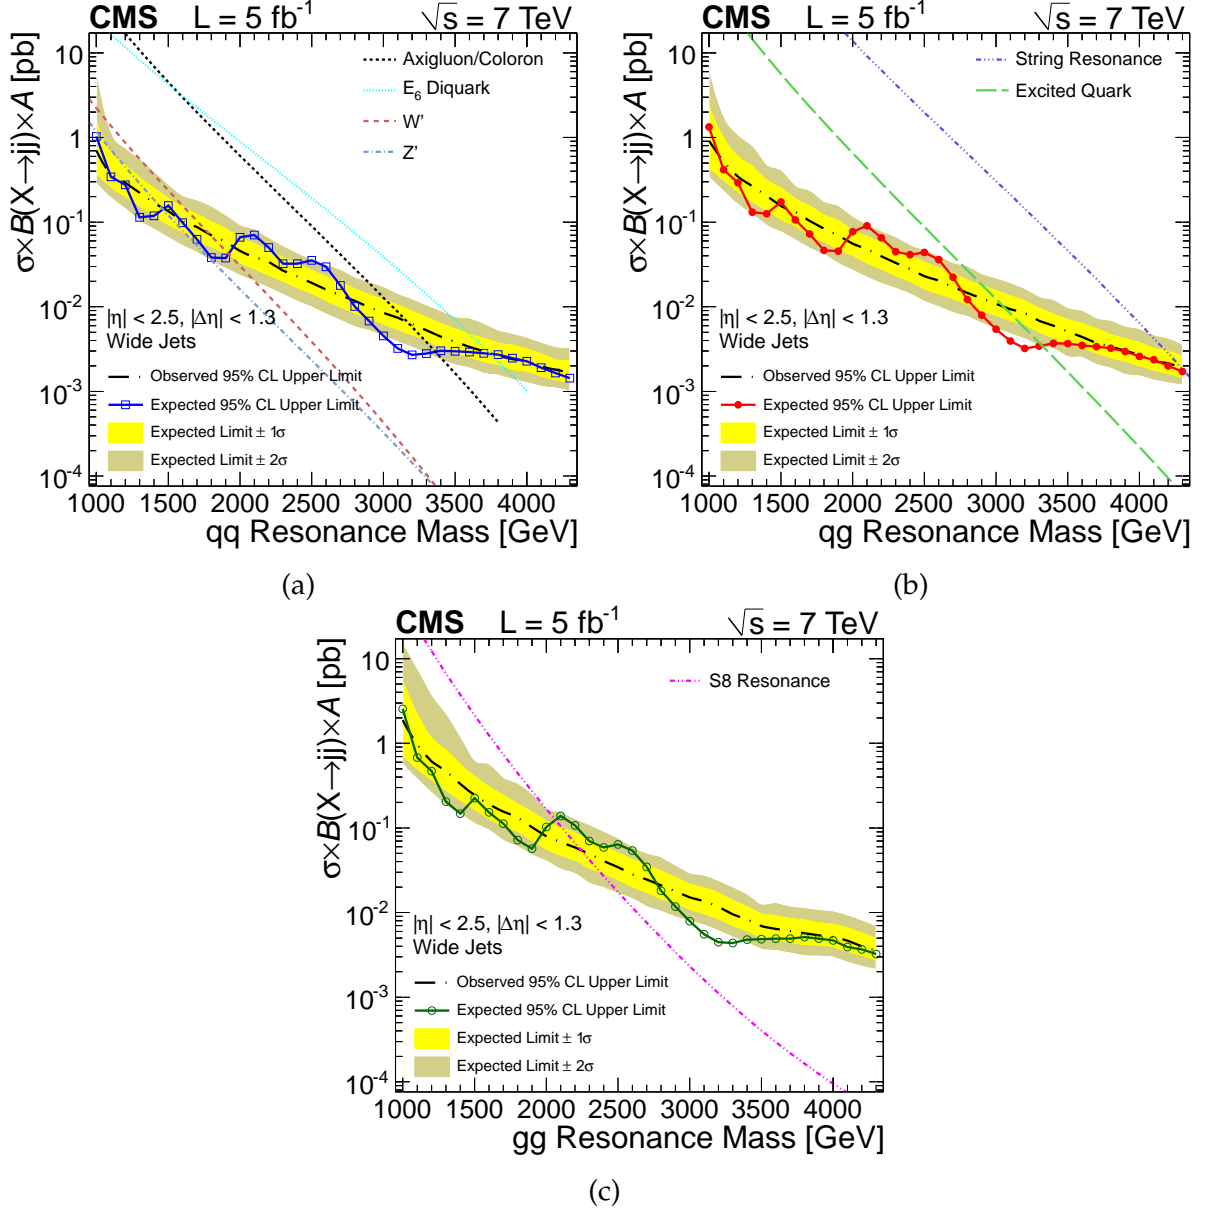 CMS L = 5 fb-1 √s = 7 TeV
σ×B(X→jj)×A [pb]
10
1
10-1
10-2
10-3
10-4
Axigluon/Coloron
E6 Diquark
W'
Z'
|η| < 2.5, |Δη| < 1.3
Wide Jets
Observed 95% CL Upper Limit
Expected 95% CL Upper Limit
Expected Limit ± 1σ
Expected Limit ± 2σ
1000 1500 2000 2500 3000 3500 4000
qq Resonance Mass [GeV]
(a)
CMS L = 5 fb-1 √s = 7 TeV
σ×B(X→jj)×A [pb]
10
1
10-1
10-2
10-3
10-4
String Resonance
Excited Quark
|η| < 2.5, |Δη| < 1.3
Wide Jets
Observed 95% CL Upper Limit
Expected 95% CL Upper Limit
Expected Limit ± 1σ
Expected Limit ± 2σ
1000 1500 2000 2500 3000 3500 4000
qg Resonance Mass [GeV]
(b)
CMS L = 5 fb-1 √s = 7 TeV
σ×B(X→jj)×A [pb]
10
1
10-1
10-2
10-3
10-4
S8 Resonance
|η| < 2.5, |Δη| < 1.3
Wide Jets
Observed 95% CL Upper Limit
Expected 95% CL Upper Limit
Expected Limit ± 1σ
Expected Limit ± 2σ
1000 1500 2000 2500 3000 3500 4000
gg Resonance Mass [GeV]
(c)